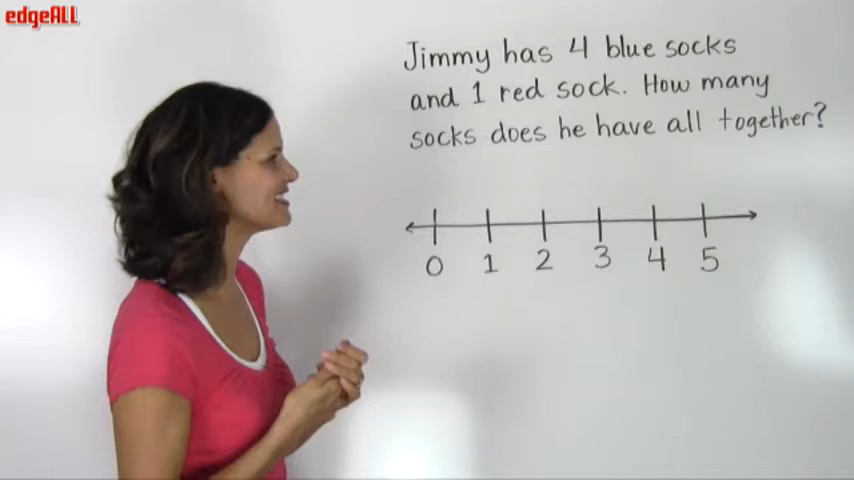 edgeALL
Jimmy has 4 blue socks
and 1 red sock. How many
socks does he have all together?
0 1 2 3 4 5